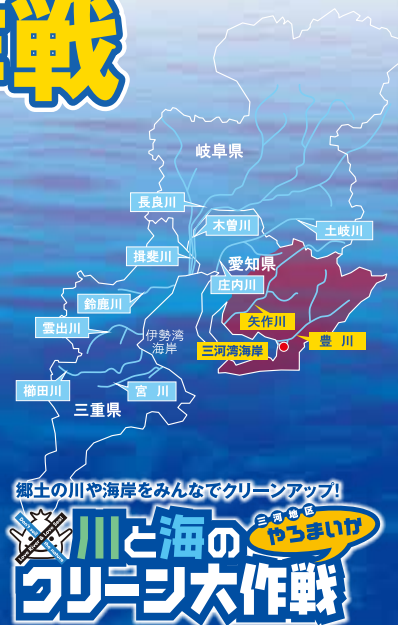 戦
岐阜県
長良川
木曽川
土岐川
揖斐川
愛知県
庄内川
鈴鹿川
矢作川
雲出川
伊勢湾
海岸
豊川
三河湾海岸
櫛田川
宮川
三重県
郷土の川や海岸をみんなでクリーンアップ!
三河地区
やろまいか
川と海の
クリーン大作戦